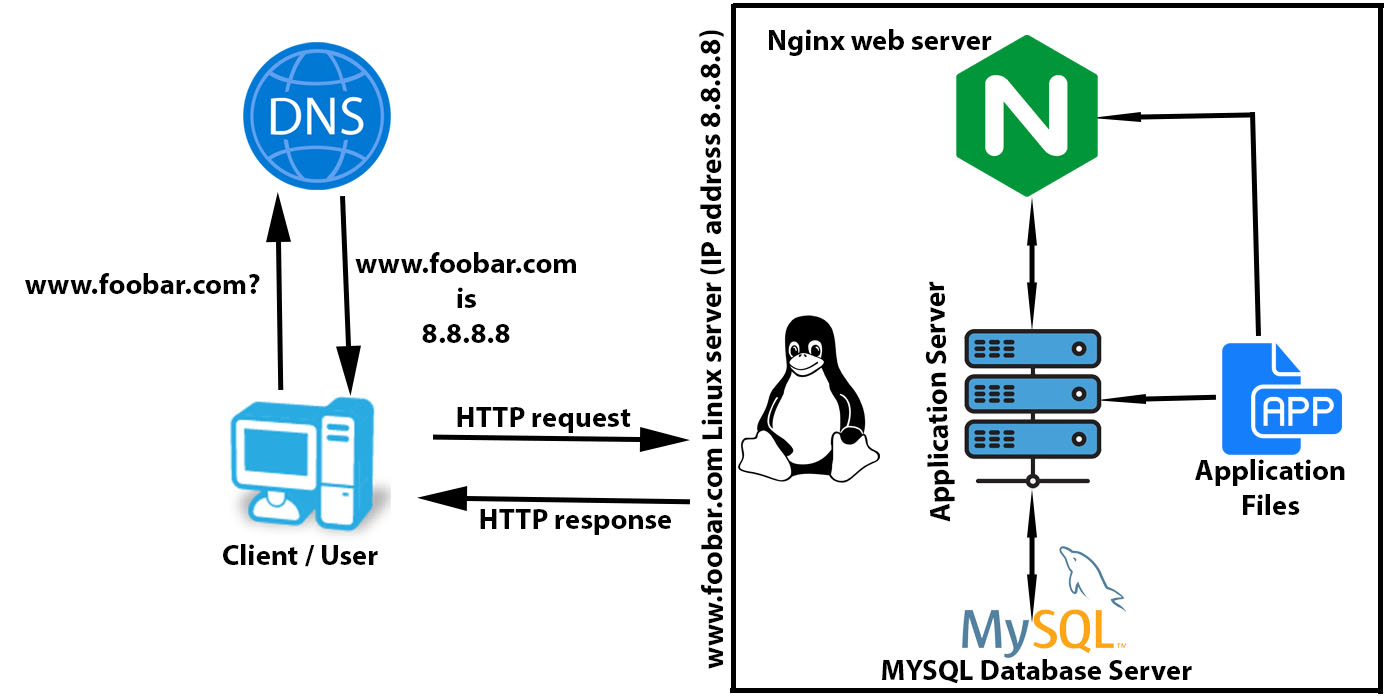 DNS
www.foobar.com?
www.foobar.com
is
8.8.8.8
HTTP request
HTTP response
Client / User
www.foobar.com Linux server (IP address 8.8.8.8)
Nginx web server
N
Application Server
APP
Application
Files
MySQL™
MYSQL Database Server